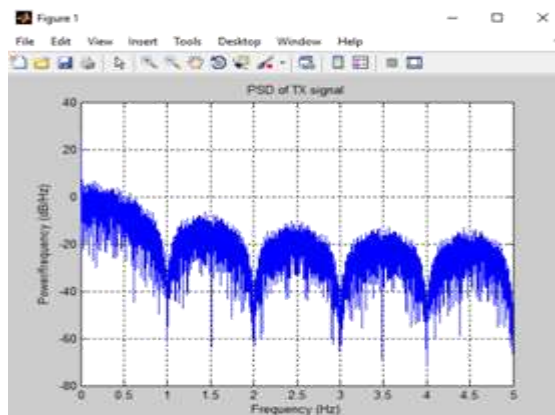 Figure 1
File Edit View Insert Tools Desktop Window Help
PSD of TX signal
40
20
0
-20
-40
-60
-80
Power/frequency (dB/Hz)
0 0.5 1 1.5 2 2.5 3 3.5 4 4.5 5
Frequency (Hz)